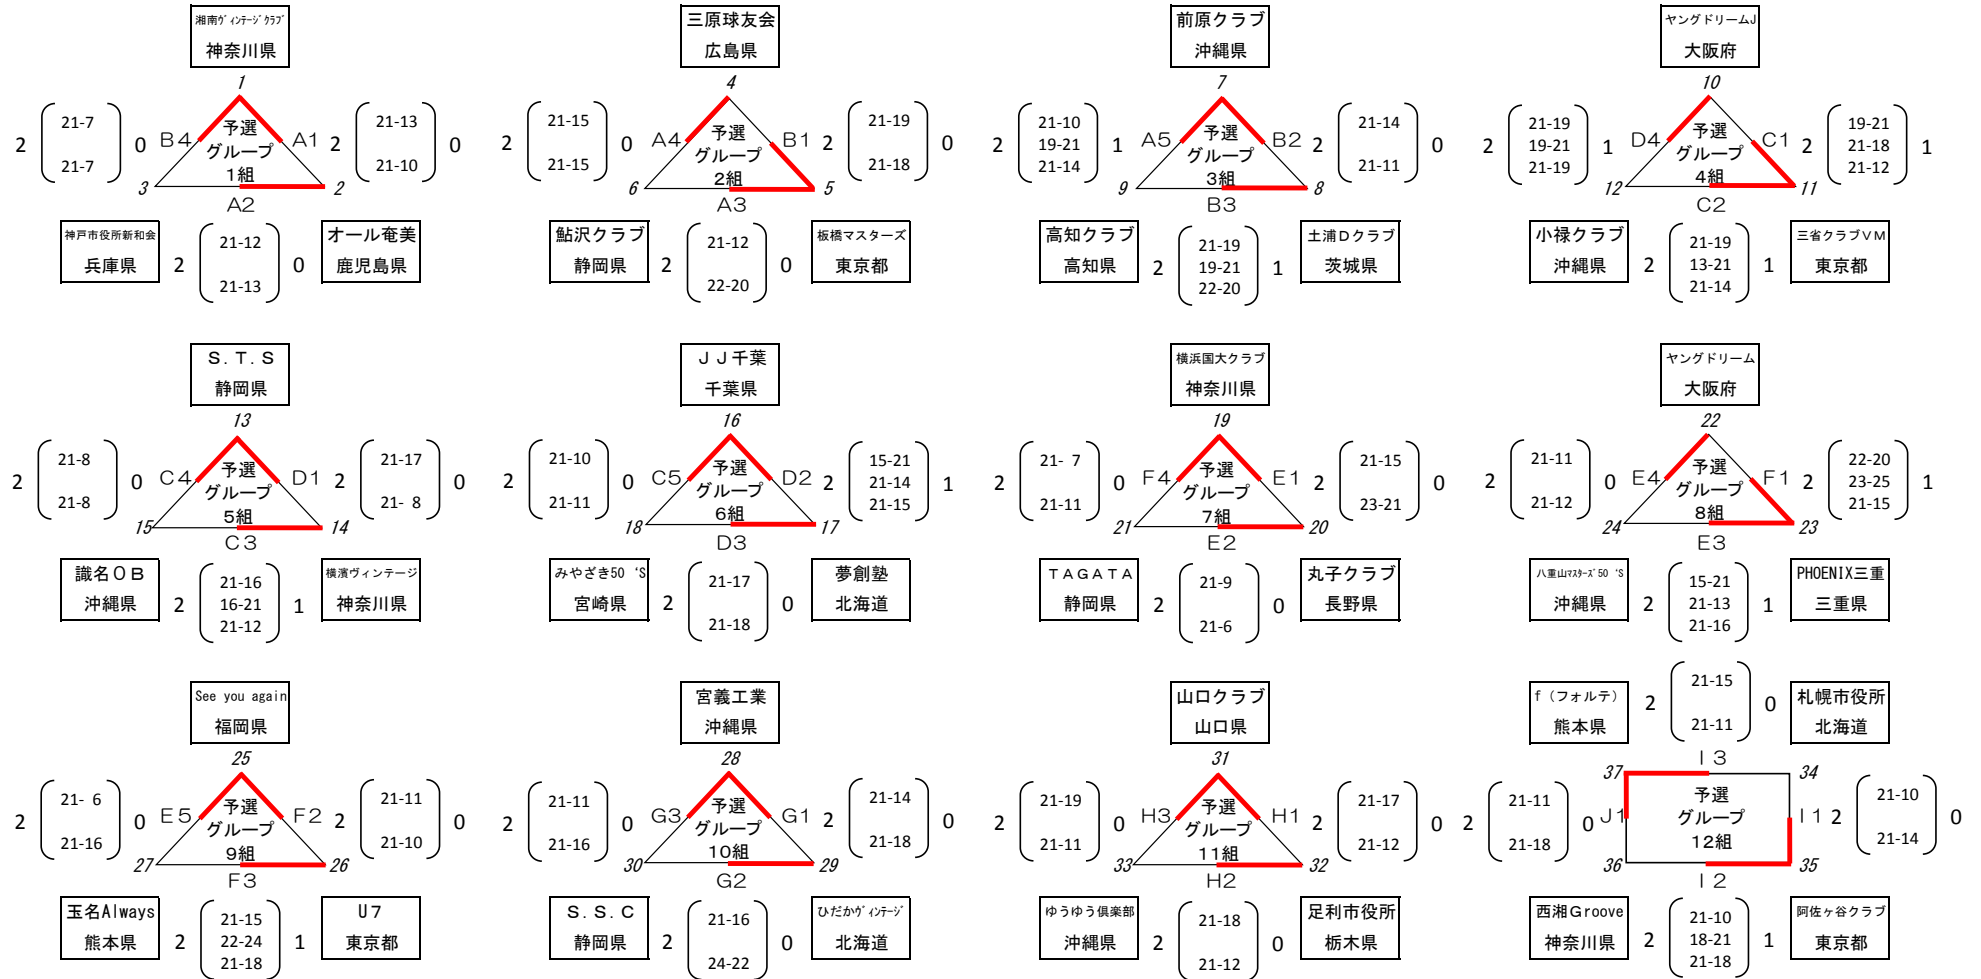 湘南ヴィンテージクラブ
神奈川県
1
2
21-7
21-7
0
B4
予選
グループ
1組
A1
2
21-13
21-10
0
3
2
A2
神戸市役所新和会
兵庫県
2
21-12
21-13
0
オール奄美
鹿児島県
三原球友会
広島県
4
2
21-15
21-15
0
A4
予選
グループ
2組
B1
2
21-19
21-18
0
6
5
A3
鮎沢クラブ
静岡県
2
21-12
22-20
0
板橋マスターズ
東京都
前原クラブ
沖縄県
7
2
21-10
19-21
21-14
1
A5
予選
グループ
3組
B2
2
21-14
21-11
0
9
8
B3
高知クラブ
高知県
2
21-19
19-21
22-20
1
土浦Dクラブ
茨城県
ヤングドリームJ
大阪府
10
2
21-19
19-21
21-19
1
D4
予選
グループ
4組
C1
2
19-21
21-18
21-12
1
12
11
C2
小禄クラブ
沖縄県
2
21-19
13-21
21-14
1
三省クラブVM
東京都
S.T.S
静岡県
13
2
21-8
21-8
0
C4
予選
グループ
5組
D1
2
21-17
21- 8
0
15
14
C3
識名OB
沖縄県
2
21-16
16-21
21-12
1
横濱ヴィンテージ
神奈川県
JJ千葉
千葉県
16
2
21-10
21-11
0
C5
予選
グループ
6組
D2
2
15-21
21-14
21-15
1
18
17
D3
みやざき50‘S
宮崎県
2
21-17
21-18
0
夢創塾
北海道
横浜国大クラブ
神奈川県
19
2
21- 7
21-11
0
F4
予選
グループ
7組
E1
2
21-15
23-21
0
21
20
E2
TAGATA
静岡県
2
21-9
21-6
0
丸子クラブ
長野県
ヤングドリーム
大阪府
22
2
21-11
21-12
0
E4
予選
グループ
8組
F1
2
22-20
23-25
21-15
1
24
23
E3
八重山マスターズ50‘S
沖縄県
2
15-21
21-13
21-16
1
PHOENIX三重
三重県
See you again
福岡県
25
2
21- 6
21-16
0
E5
予選
グループ
9組
F2
2
21-11
21-10
0
27
26
F3
玉名Always
熊本県
2
21-15
22-24
21-18
1
U7
東京都
宮義工業
沖縄県
28
2
21-11
21-16
0
G3
予選
グループ
10組
G1
2
21-14
21-18
0
30
29
G2
S.S.C
静岡県
2
21-16
24-22
0
ひだかヴィンテージ
北海道
山口クラブ
山口県
31
2
21-19
21-11
0
H3
予選
グループ
11組
H1
2
21-17
21-12
0
33
32
H2
ゆうゆう倶楽部
沖縄県
2
21-18
21-12
0
足利市役所
栃木県
f(フォルテ)
熊本県
2
21-15
21-11
0
札幌市役所
北海道
I3
37
34
2
21-11
21-18
0
J1
予選
グループ
12組
I1
2
21-10
21-14
0
36
35
I2
西湘Groove
神奈川県
2
21-10
18-21
21-18
1
阿佐ヶ谷クラブ
東京都